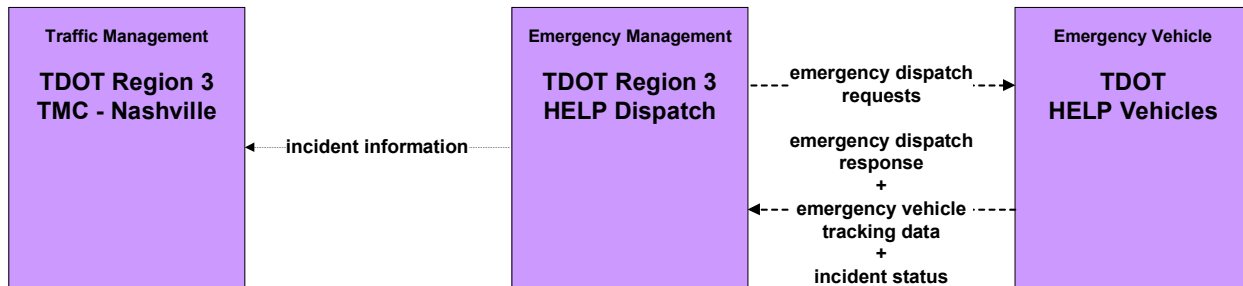 Traffic Management
TDOT Region 3
TMC - Nashville
incident information
Emergency Management
TDOT Region 3
HELP Dispatch
emergency dispatch
requests
emergency dispatch
response
+
emergency vehicle
tracking data
+
incident status
Emergency Vehicle
TDOT
HELP Vehicles